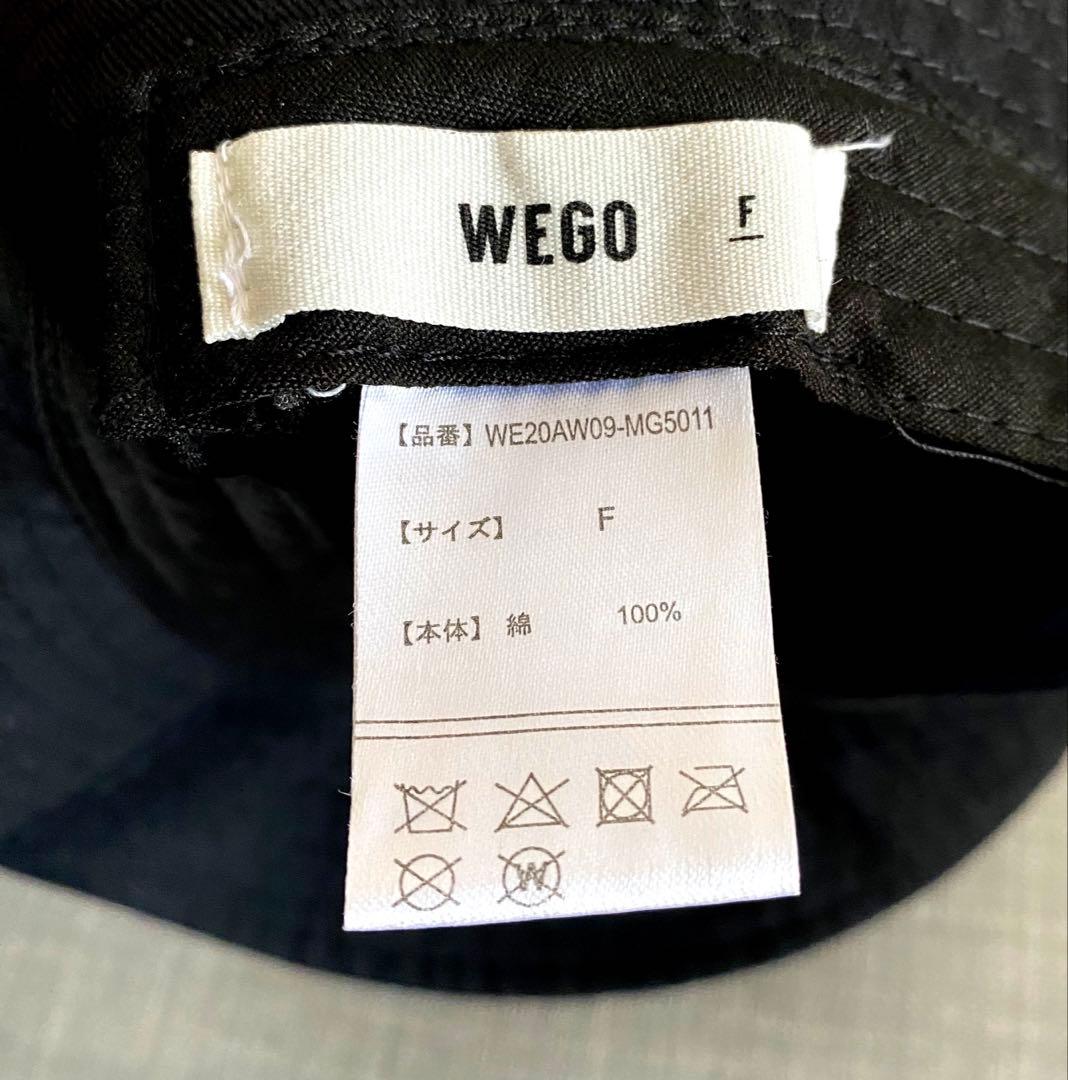 WEGO F
【品番】WE20AW09-MG5011
【サイズ】 F
【本体】綿 100%
W